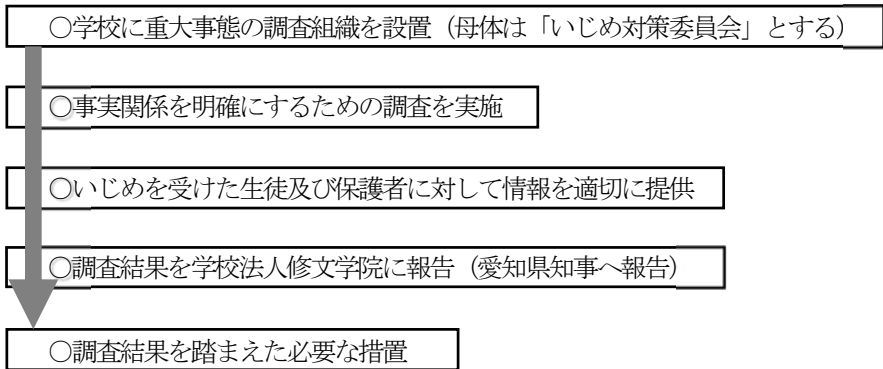 ○学校に重大事態の調査組織を設置（母体は「いじめ対策委員会」とする）
○事実関係を明確にするための調査を実施
○いじめを受けた生徒及び保護者に対して情報を適切に提供
○調査結果を学校法人修文学院に報告（愛知県知事へ報告）
○調査結果を踏まえた必要な措置